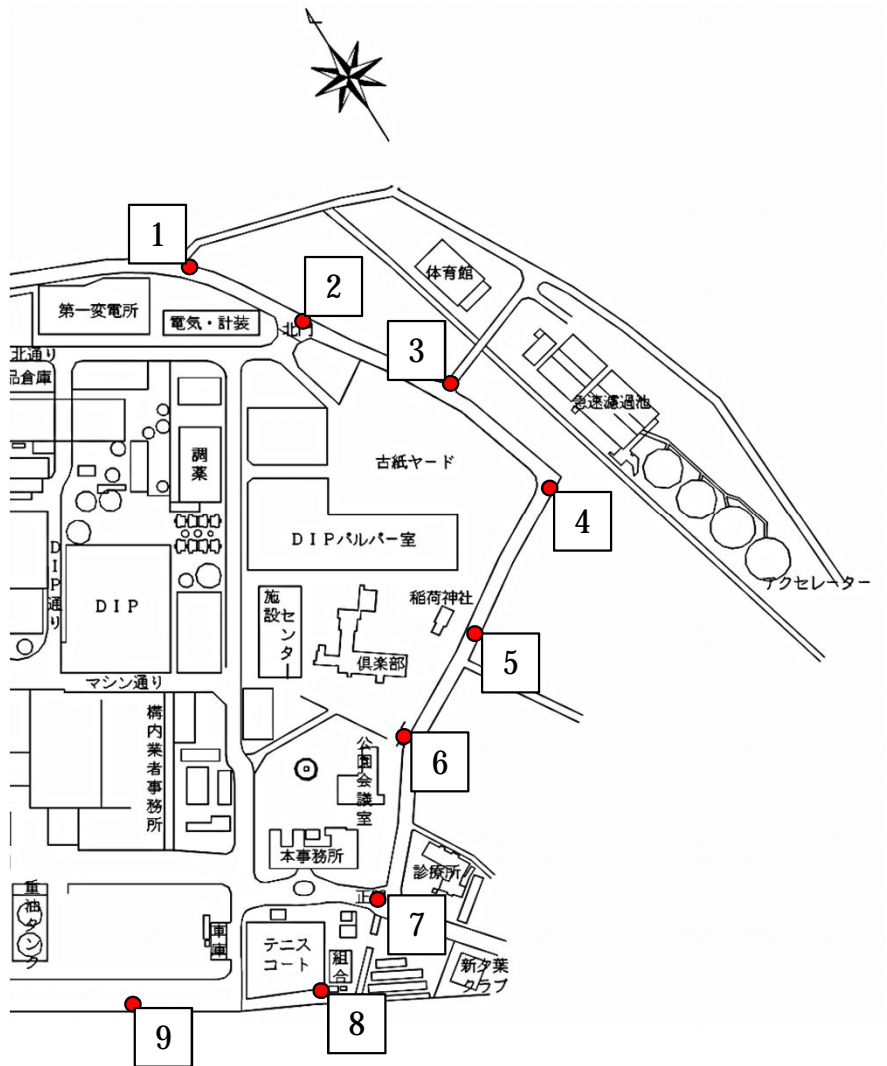 1
体育館
2
第一変電所
電気・計装
北門
3
北通り
品倉庫
急速濾過池
調薬
古紙ヤード
4
DIPパルパー室
DIP通り
アクセレーター
DIP
施設センター
稲荷神社
5
倶楽部
マシン通り
構内業者事務所
6
会議室
本事務所
診療所
重油タンク
正門
7
車庫
テニス
コート
組合
新夕葉
クラブ
8
9